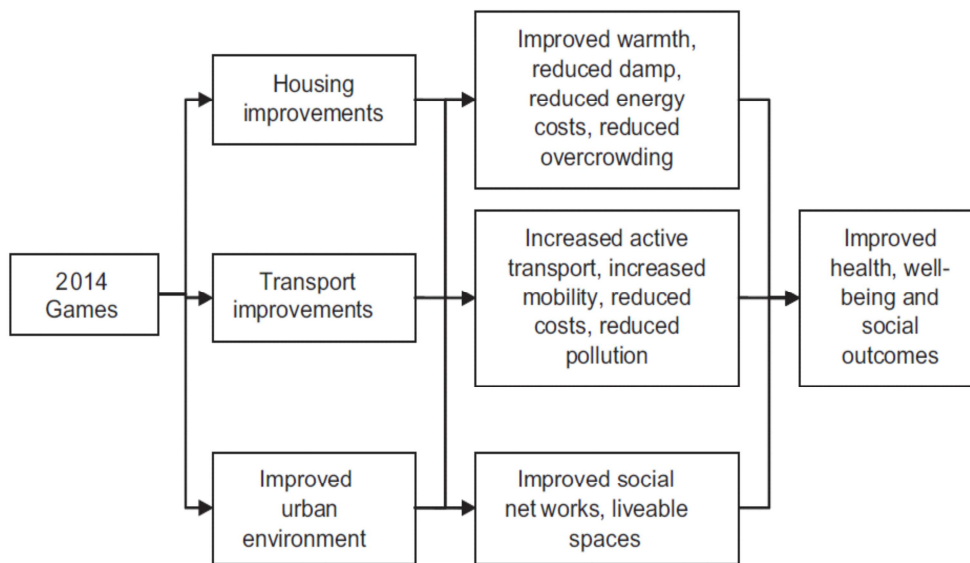 2014
Games
Housing
improvements
Transport
improvements
Improved
urban
environment
Improved warmth,
reduced damp,
reduced energy
costs, reduced
overcrowding
Increased active
transport, increased
mobility, reduced
costs, reduced
pollution
Improved social
net works, liveable
spaces
Improved
health, well-
being and
social
outcomes